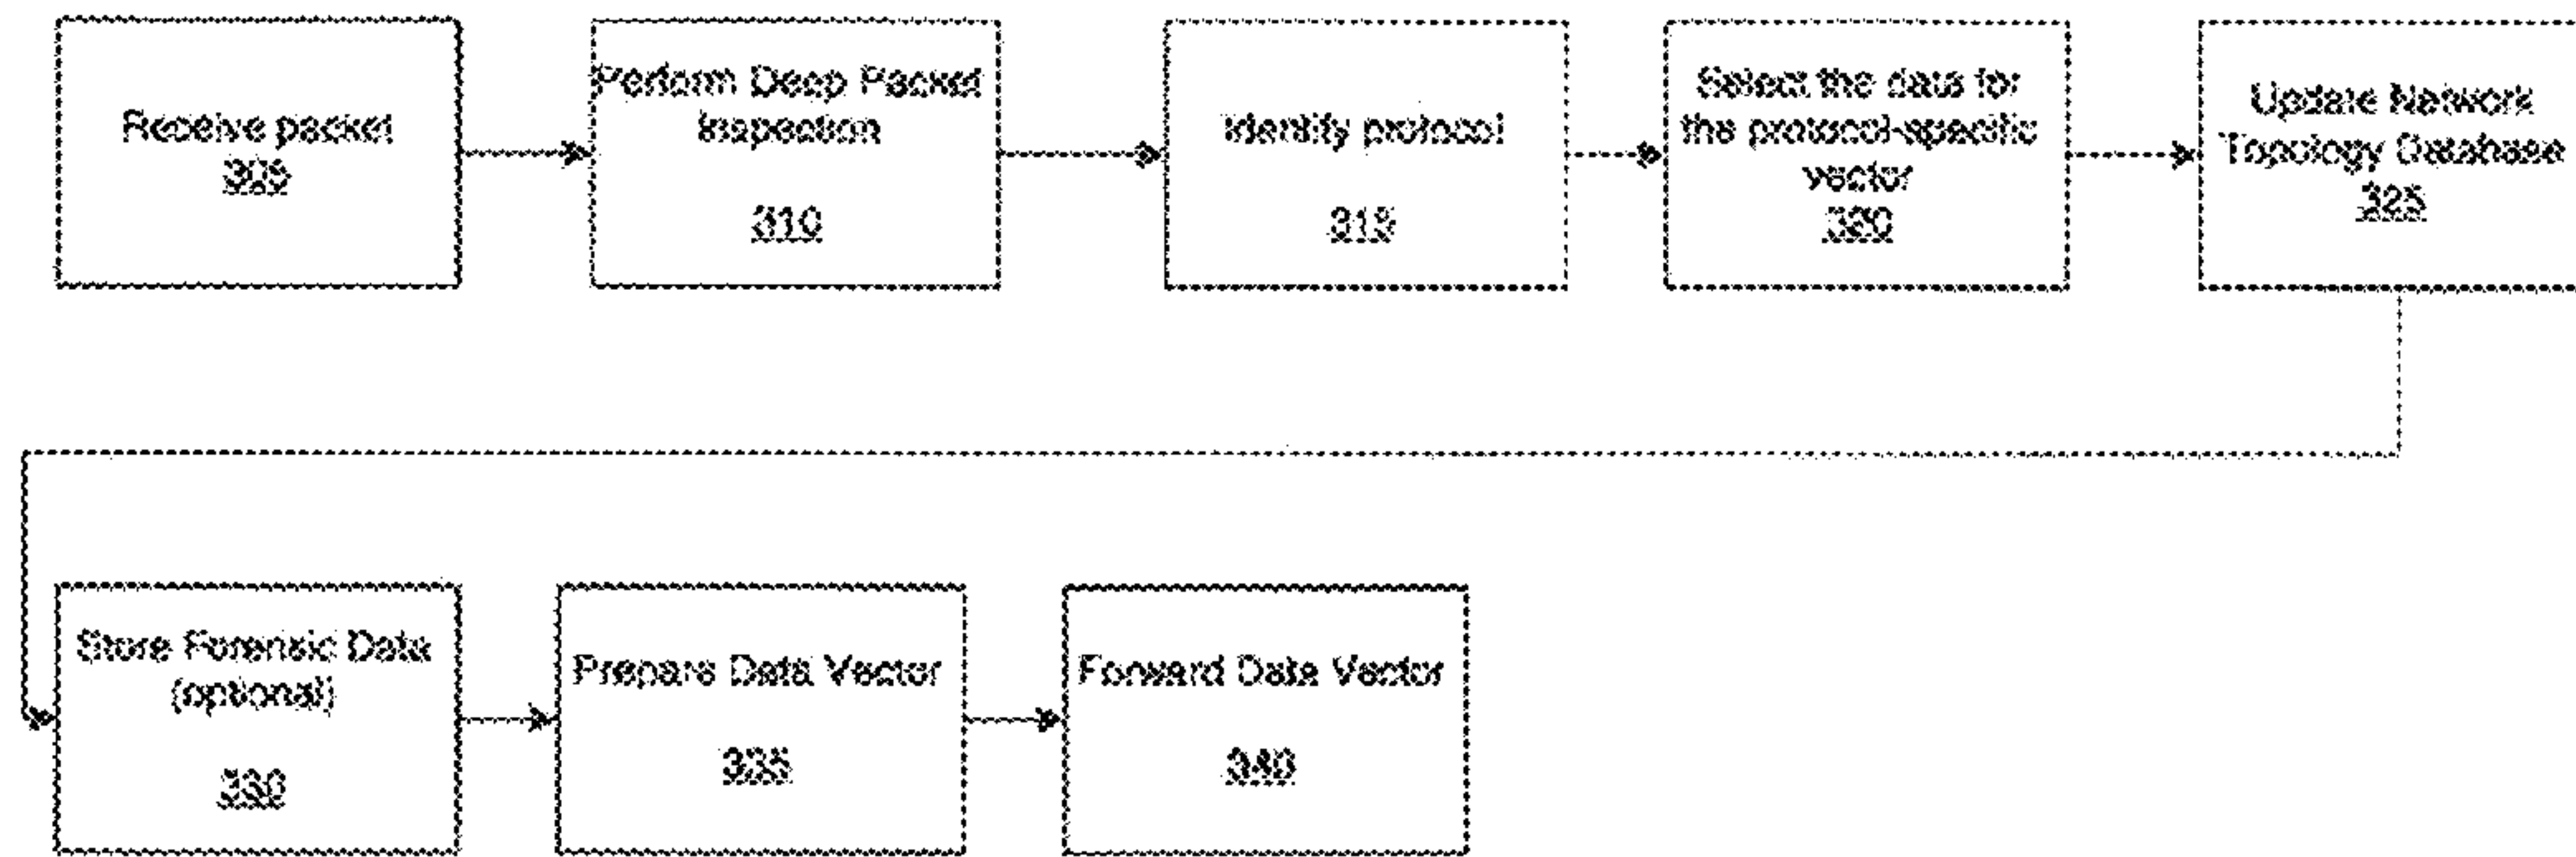 Receive packet
305
Perform Deep Packet
Inspection
310
Identify protocol
315
Select the data for
the protocol-specific
vector
320
Update Network
Topology Database
325
Store Forensic Data
(optional)
330
Prepare Data Vector
335
Forward Data Vector
340